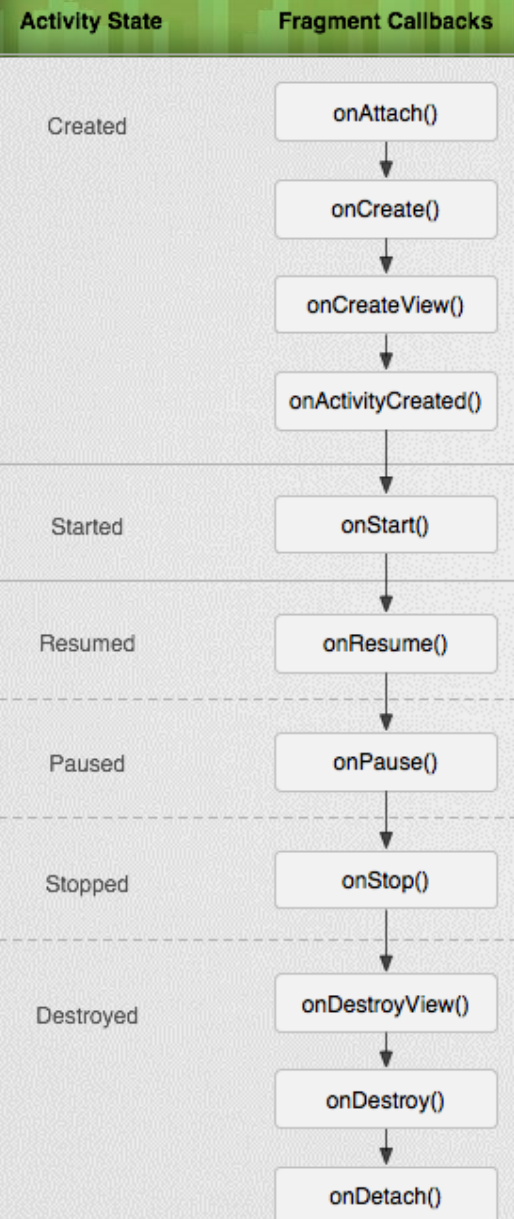 Activity State
Fragment Callbacks
Created
onAttach()
onCreate()
onCreateView()
onActivityCreated()
Started
onStart()
Resumed
onResume()
Paused
onPause()
Stopped
onStop()
Destroyed
onDestroyView()
onDestroy()
onDetach()